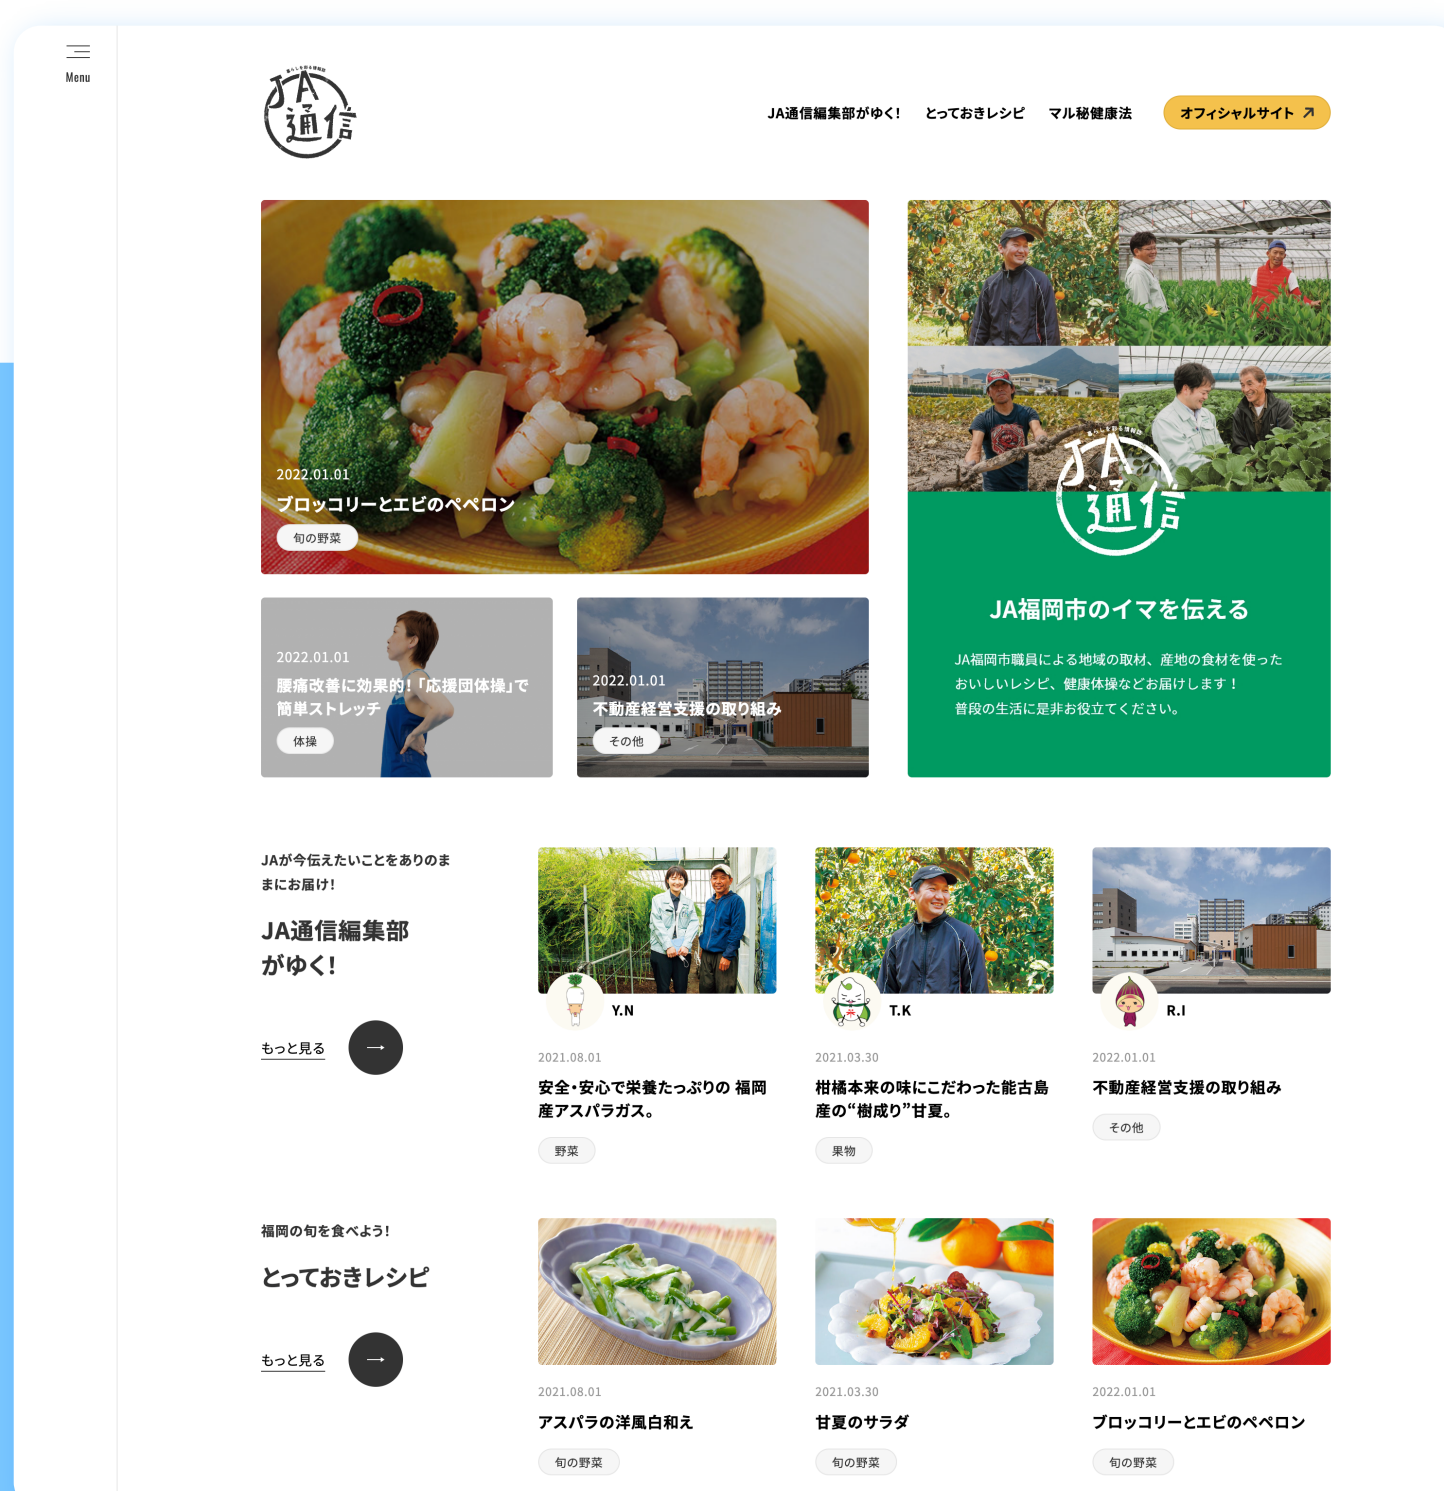 Menu
暮らしを彩る情報誌
JA
通信
JA通信編集部がゆく!
とっておきレシピ
マル秘健康法
オフィシャルサイト
2022.01.01
ブロッコリーとエビのペペロン
旬の野菜
2022.01.01
腰痛改善に効果的!「応援団体操」で
簡単ストレッチ
体操
2022.01.01
不動産経営支援の取り組み
その他
暮らしを彩る情報誌
JA
通信
JA福岡市のイマを伝える
JA福岡市職員による地域の取材、産地の食材を使った
おいしいレシピ、健康体操などお届けします！
普段の生活に是非お役立てください。
JAが今伝えたいことをありのま
まにお届け!
JA通信編集部
がゆく!
もっと見る
Y.N
2021.08.01
安全・安心で栄養たっぷりの 福岡
産アスパラガス。
野菜
T.K
2021.03.30
柑橘本来の味にこだわった能古島
産の“樹成り”甘夏。
果物
R.I
2022.01.01
不動産経営支援の取り組み
その他
福岡の旬を食べよう!
とっておきレシピ
もっと見る
2021.08.01
アスパラの洋風白和え
旬の野菜
2021.03.30
甘夏のサラダ
旬の野菜
2022.01.01
ブロッコリーとエビのペペロン
旬の野菜